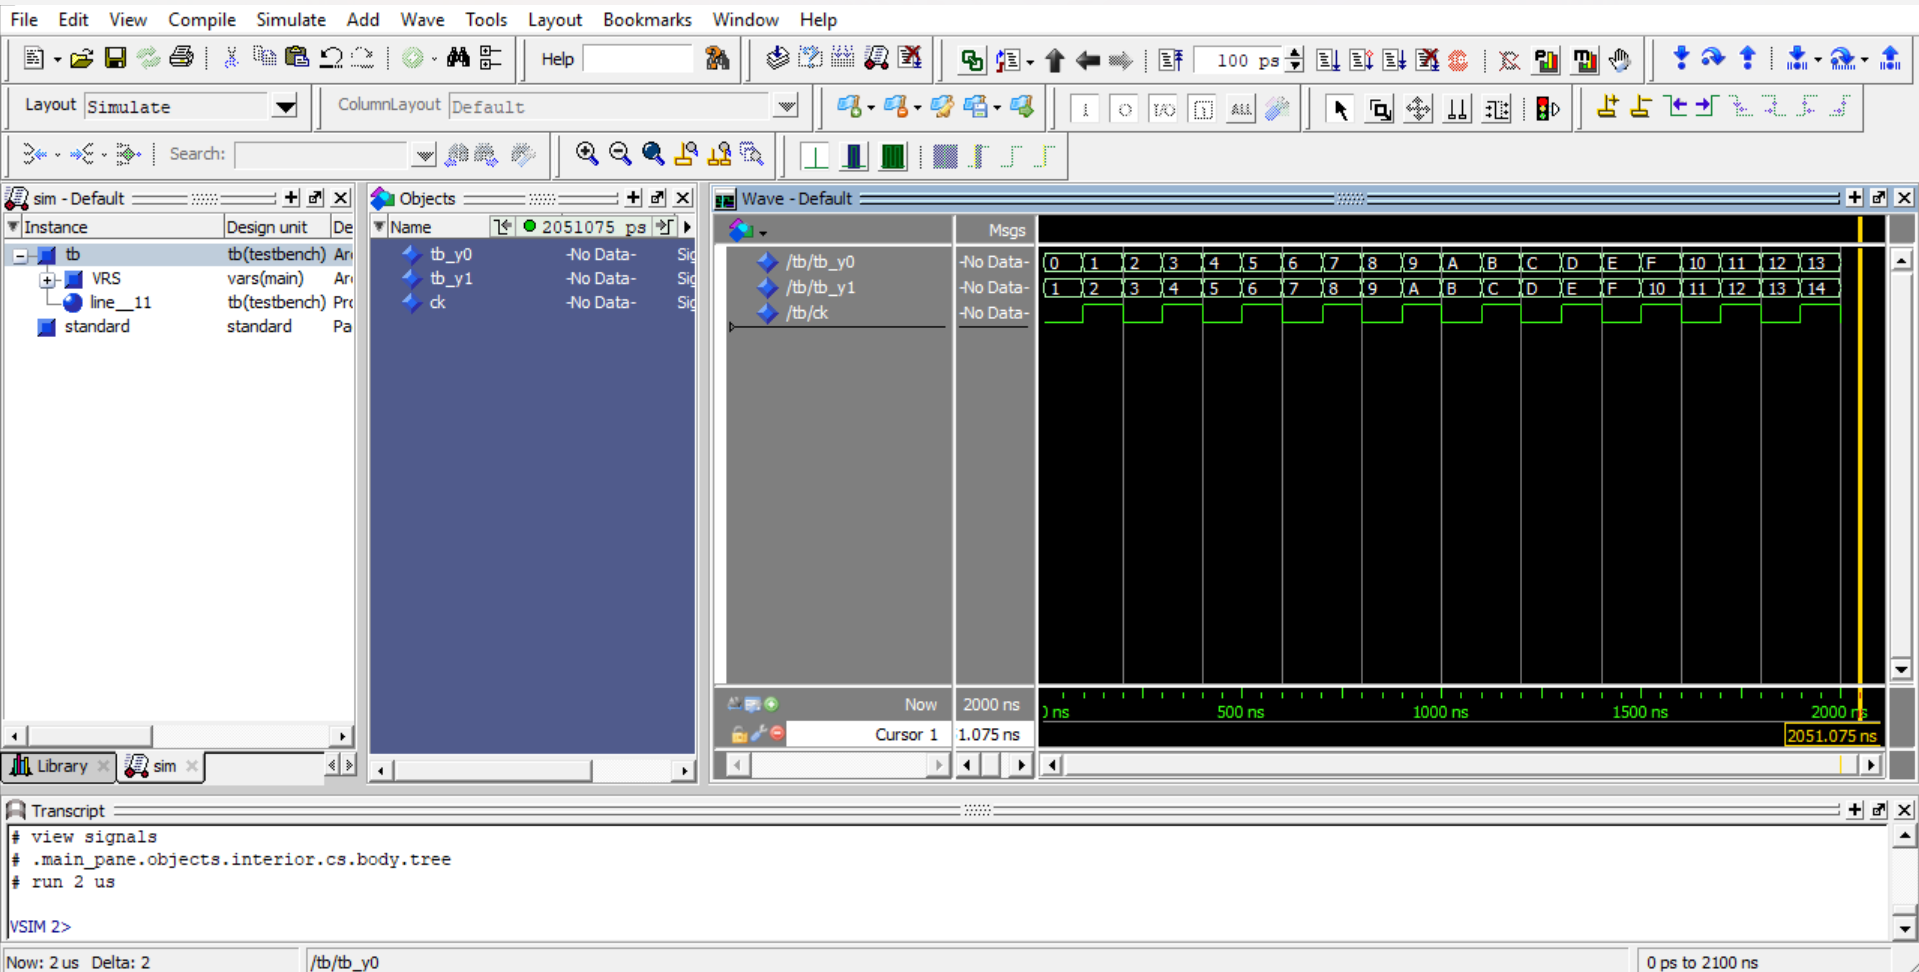 File Edit View Compile Simulate Add Wave Tools Layout Bookmarks Window Help
Help 100 ps
Layout Simulate ColumnLayout Default
Search:
sim - Default
Instance Design unit De
tb tb(testbench) Ar
VRS vars(main) Ar
line__11 tb(testbench) Pr
standard standard Pa
Library sim
Objects
Name 2051075 ps
tb_y0 -No Data- Sig
tb_y1 -No Data- Sig
ck -No Data- Sig
Wave - Default
Msgs
/tb/tb_y0 -No Data- 0 1 2 3 4 5 6 7 8 9 A B C D E F 10 11 12 13
/tb/tb_y1 -No Data- 1 2 3 4 5 6 7 8 9 A B C D E F 10 11 12 13 14
/tb/ck -No Data-
Now 2000 ns ns 500 ns 1000 ns 1500 ns 2000 ns
Cursor 1 1.075 ns 2051.075 ns
Transcript
# view signals
# .main_pane.objects.interior.cs.body.tree
# run 2 us
VSIM 2>
Now: 2 us Delta: 2 /tb/tb_y0 0 ps to 2100 ns